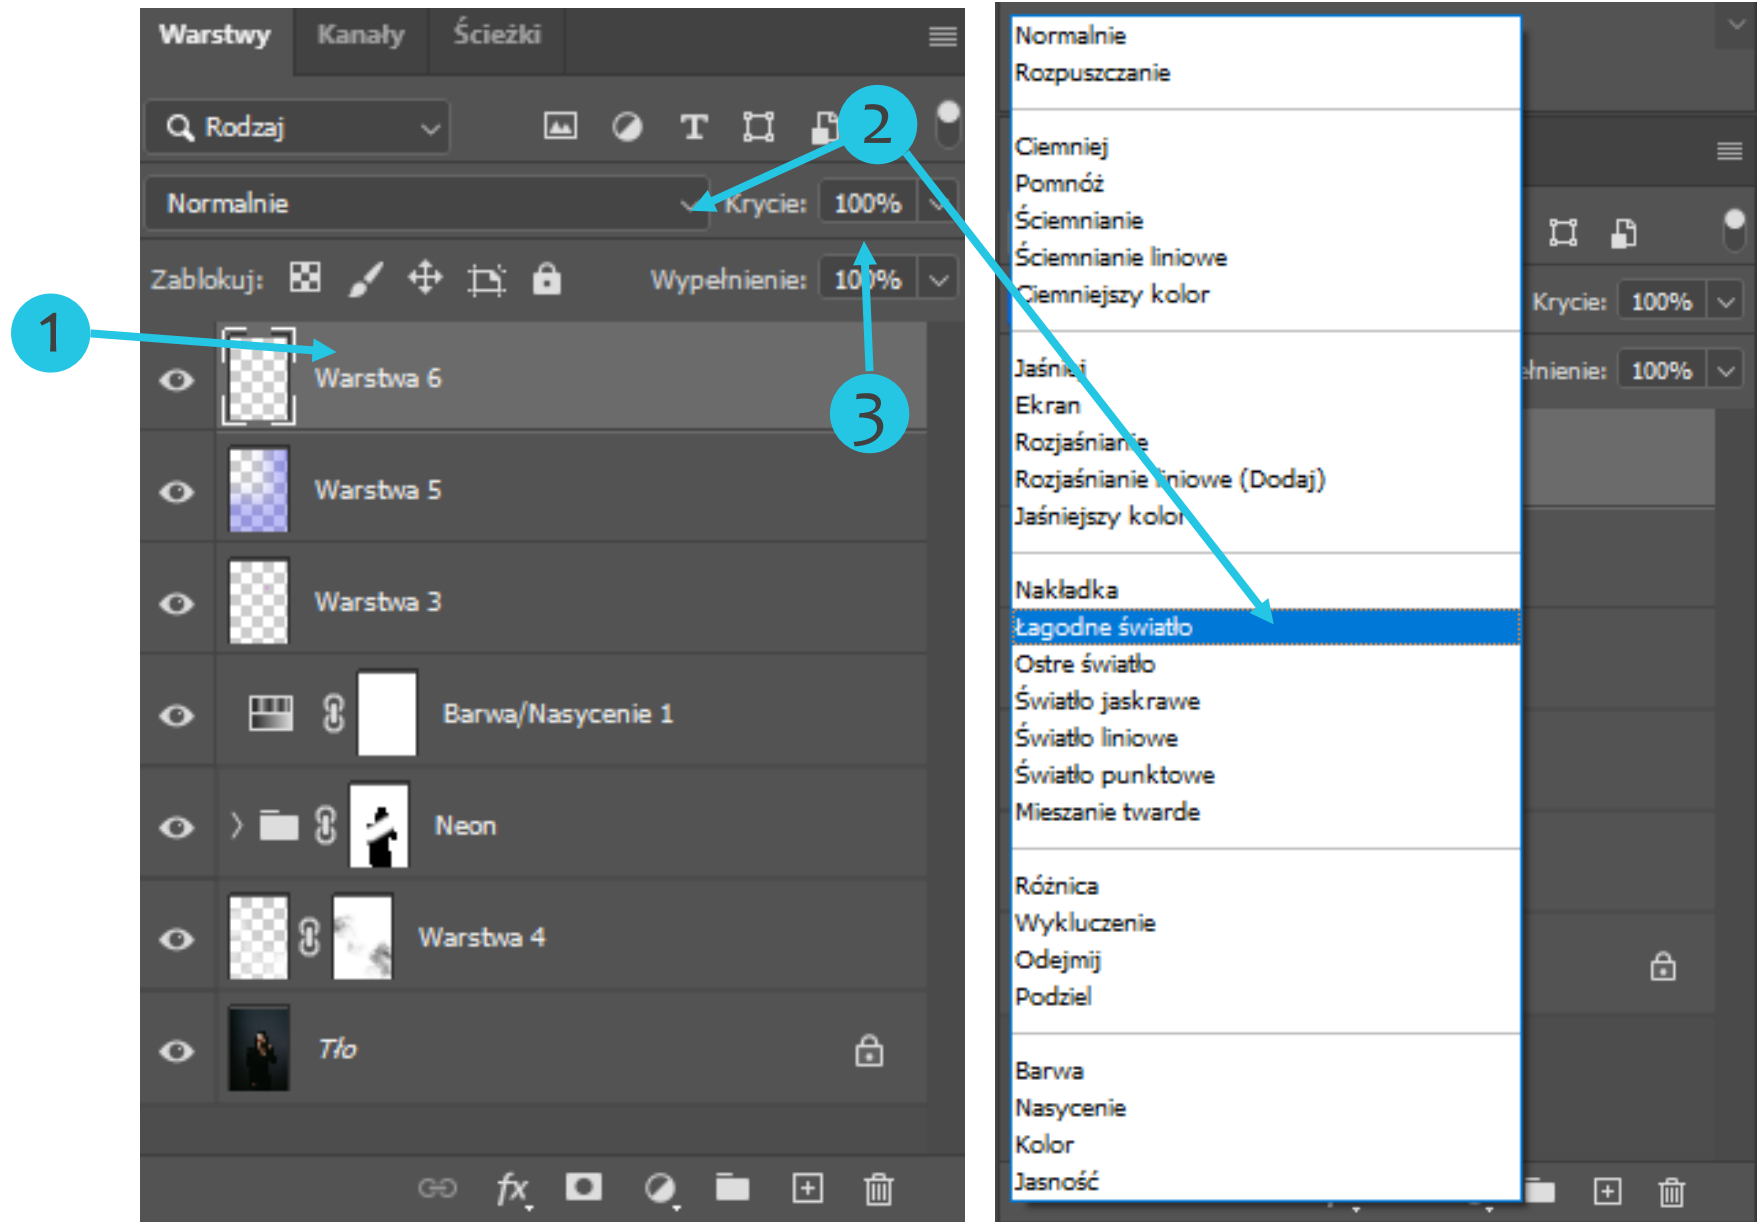 Warstwy Kanały Ścieżki
Rodzaj
T
2
Normalnie Krycie: 100%
Zablokuj: Wypełnienie: 100%
1
Warstwa 6
3
Warstwa 5
Warstwa 3
Barwa/Nasycenie 1
Neon
Warstwa 4
Tło
fx
Normalnie
Rozpuszczanie
Ciemniej
Pomnóż
Ściemnianie
Ściemnianie liniowe
Ciemniejszy kolor
Krycie: 100%
Jaśniej
łnienie: 100%
Ekran
Rozjaśnianie
Rozjaśnianie liniowe (Dodaj)
Jaśniejszy kolor
Nakładka
Łagodne światło
Ostre światło
Światło jaskrawe
Światło liniowe
Światło punktowe
Mieszanie twarde
Różnica
Wykluczenie
Odejmij
Podziel
Barwa
Nasycenie
Kolor
Jasność